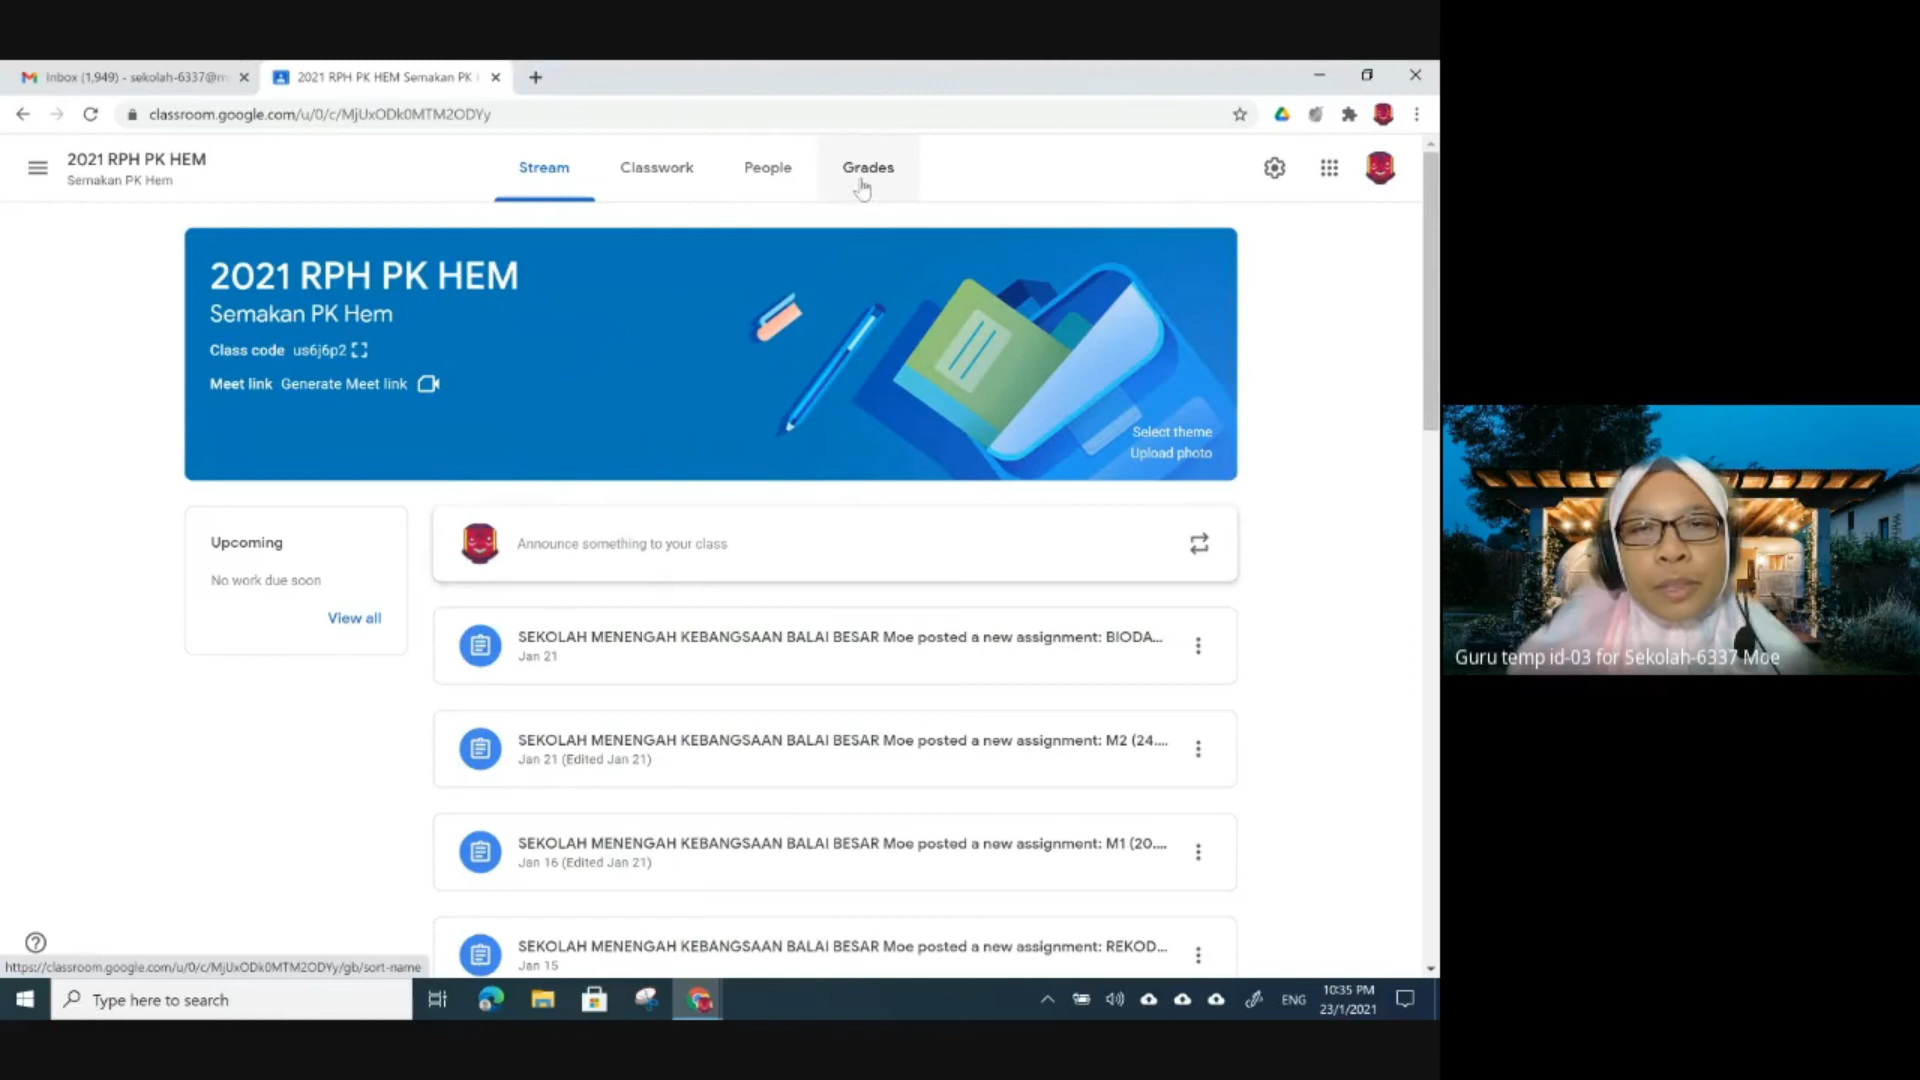 Inbox (1,949) - sekolah-6337@m
2021 RPH PK HEM Semakan PK
classroom.google.com/u/0/c/MjUxODk0MTM2ODYy
2021 RPH PK HEM
Semakan PK Hem
Stream
Classwork
People
Grades
2021 RPH PK HEM
Semakan PK Hem
Class code us6j6p2
Meet link Generate Meet link
Select theme
Upload photo
Upcoming
No work due soon
View all
Announce something to your class
SEKOLAH MENENGAH KEBANGSAAN BALAI BESAR Moe posted a new assignment: BIODA...
Jan 21
SEKOLAH MENENGAH KEBANGSAAN BALAI BESAR Moe posted a new assignment: M2 (24....
Jan 21 (Edited Jan 21)
SEKOLAH MENENGAH KEBANGSAAN BALAI BESAR Moe posted a new assignment: M1 (20....
Jan 16 (Edited Jan 21)
SEKOLAH MENENGAH KEBANGSAAN BALAI BESAR Moe posted a new assignment: REKOD...
Jan 15
https://classroom.google.com/u/0/c/MjUxODk0MTM2ODYy/gb/sort-name
Type here to search
ENG
10:35 PM
23/1/2021
Guru temp id-03 for Sekolah-6337 Moe